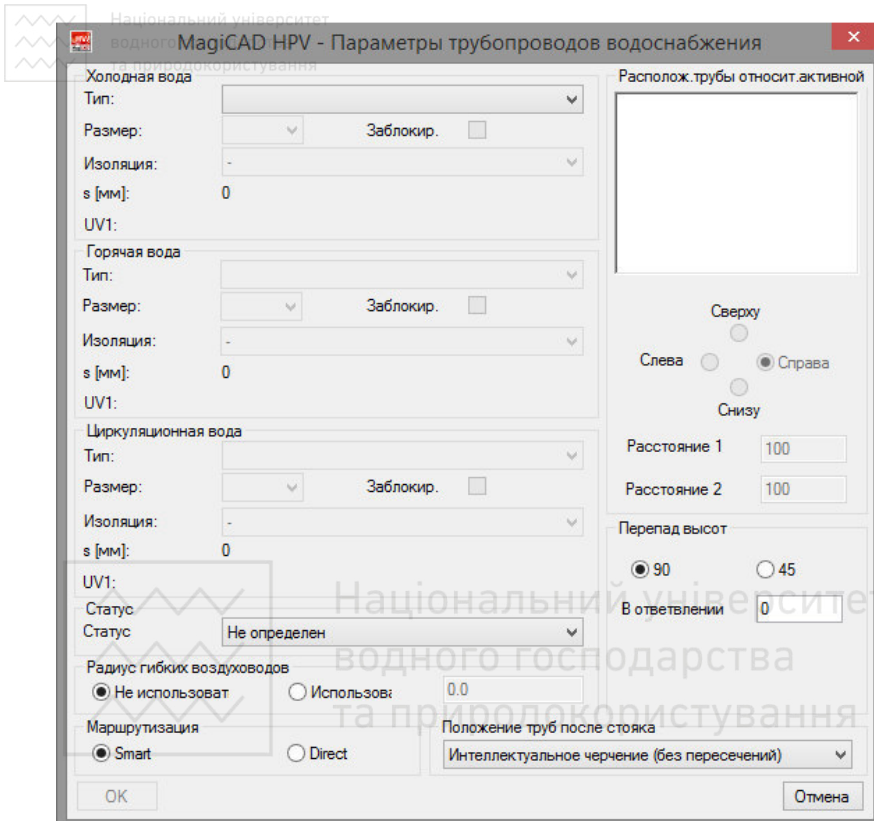 Національний університет
водного
та природокористування
MagiCAD HPV - Параметры трубопроводов водоснабжения
Холодная вода
Тип:
Размер:
Заблокир.
Изоляция:
-
s [мм]:
0
UV1:
Горячая вода
Тип:
Размер:
Заблокир.
Изоляция:
-
s [мм]:
0
UV1:
Циркуляционная вода
Тип:
Размер:
Заблокир.
Изоляция:
-
s [мм]:
0
UV1:
Статус
Статус
Не определен
Радиус гибких воздуховодов
Не использоват
Использова
0.0
Маршрутизация
Smart
Direct
OK
Располож.трубы относит.активной
Сверху
Слева
Справа
Снизу
Расстояние 1
100
Расстояние 2
100
Перепад высот
90
45
В ответвлении
0
Положение труб после стояка
Интеллектуальное черчение (без пересечений)
Отмена
Національний університет
водного господарства
та природокористування